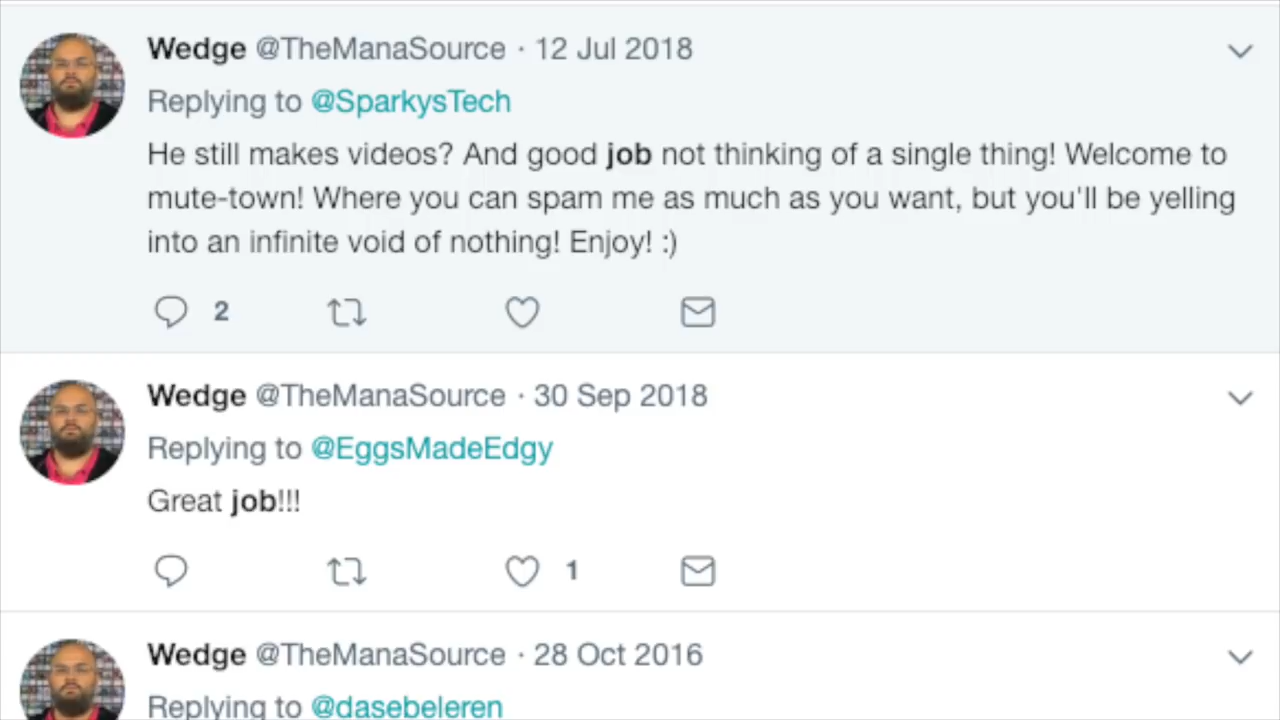 Wedge @TheManaSource · 12 Jul 2018
Replying to @SparkysTech
He still makes videos? And good job not thinking of a single thing! Welcome to
mute-town! Where you can spam me as much as you want, but you'll be yelling
into an infinite void of nothing! Enjoy! :)
2
Wedge @TheManaSource · 30 Sep 2018
Replying to @EggsMadeEdgy
Great job!!!
1
Wedge @TheManaSource · 28 Oct 2016
Replying to @dasebeleren